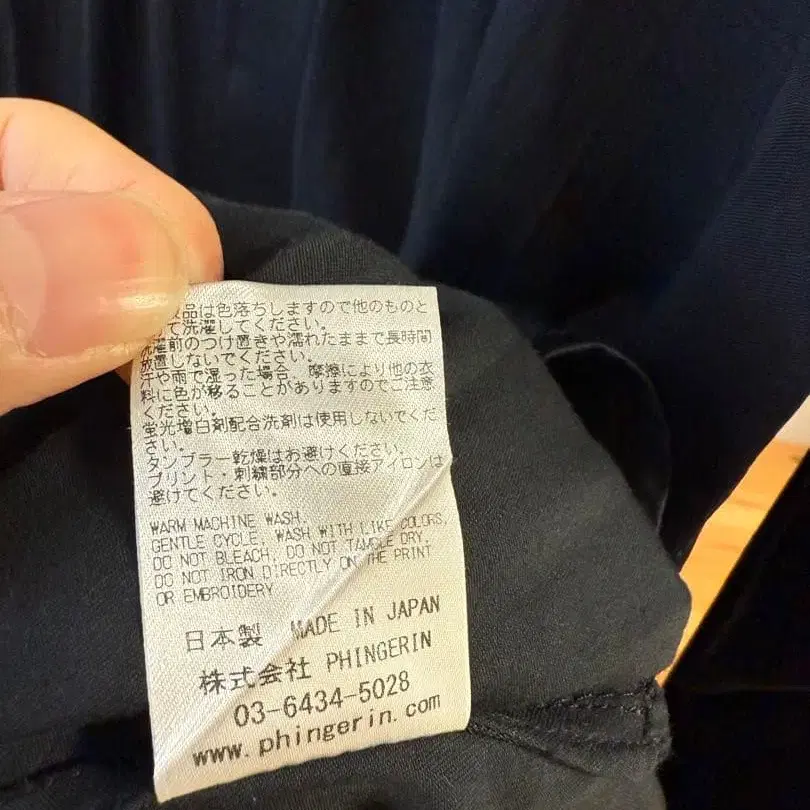 品は色落ちしますので他のものと
て洗濯してください。
濯前のつけ置きや濡れたままで長時間
放置しないでください。
汗や雨で湿った場合、摩擦により他の衣
料に色が移ることがありますのでご注意
ください。
蛍光増白剤配合洗剤は使用しないでくだ
さい。
タンブラー乾燥はお避けください。
プリント・刺繍部分への直接アイロンは
避けてください。
WARM MACHINE WASH.
GENTLE CYCLE. WASH WITH LIKE COLORS.
DO NOT BLEACH. DO NOT TAMBLE DRY.
DO NOT IRON DIRECTLY ON THE PRINT
OR EMBROIDERY
日本製 MADE IN JAPAN
株式会社 PHINGERIN
03-6434-5028
www.phingerin.com